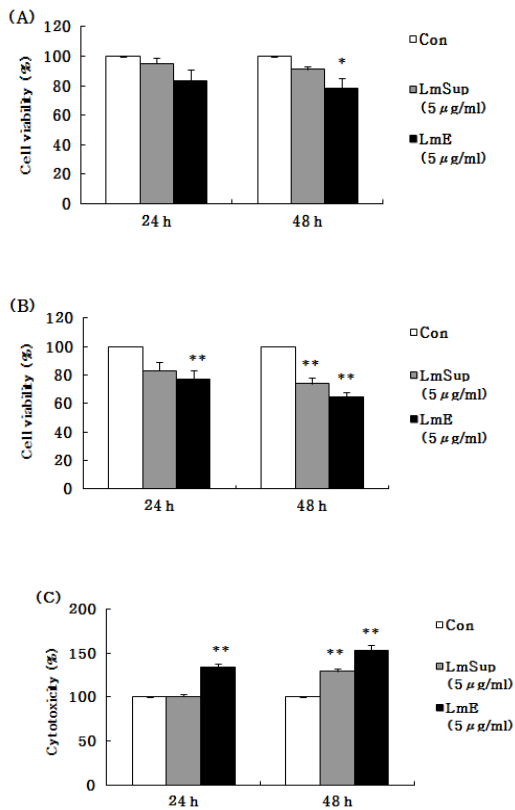 (A)
Cell viability (%)
120
100
80
60
40
20
0
*
24 h
48 h
Con
LmSup
(5 μg/ml)
LmE
(5 μg/ml)
(B)
Cell viability (%)
120
100
80
60
40
20
0
**
**
**
24 h
48 h
Con
LmSup
(5 μg/ml)
LmE
(5 μg/ml)
(C)
Cytotoxicity (%)
200
150
100
50
0
**
**
**
24 h
48 h
Con
LmSup
(5 μg/ml)
LmE
(5 μg/ml)